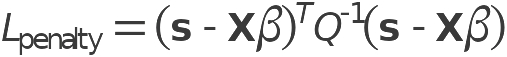 L_penalty = (s - Xβ)^T Q^-1 (s - Xβ)